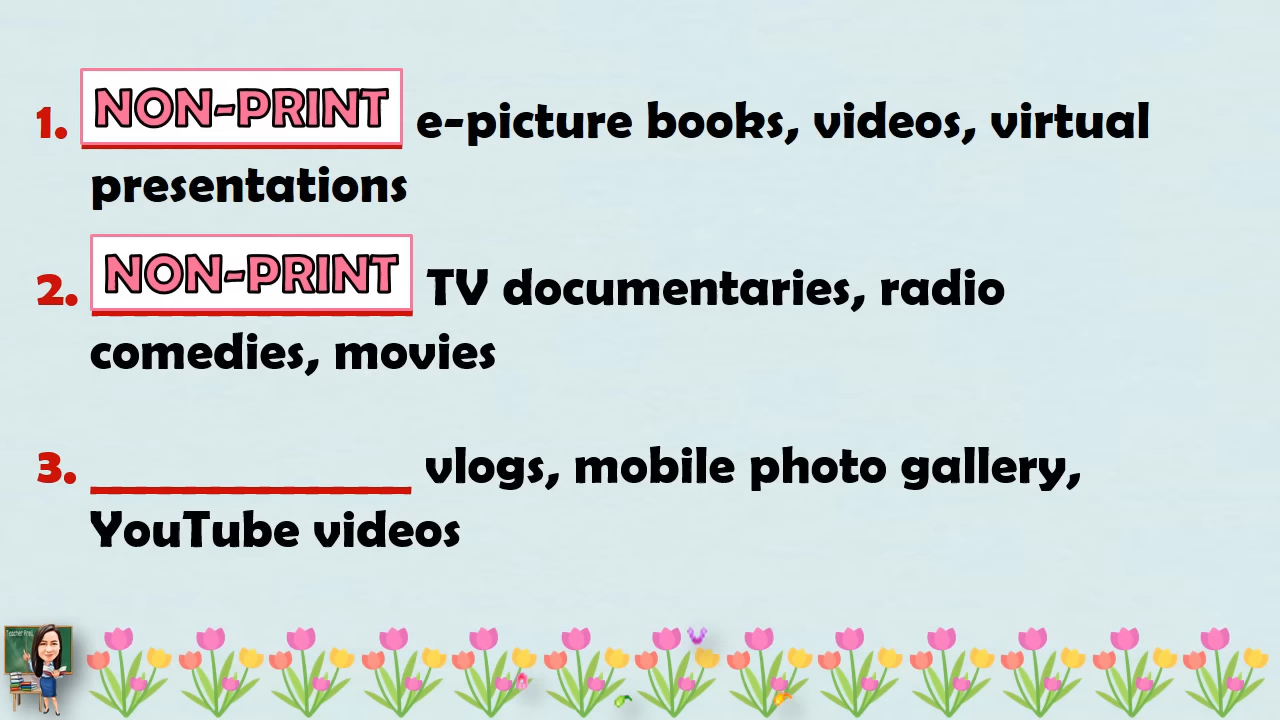 1. NON-PRINT e-picture books, videos, virtual
presentations
2. NON-PRINT TV documentaries, radio
comedies, movies
3. ______________ vlogs, mobile photo gallery,
YouTube videos